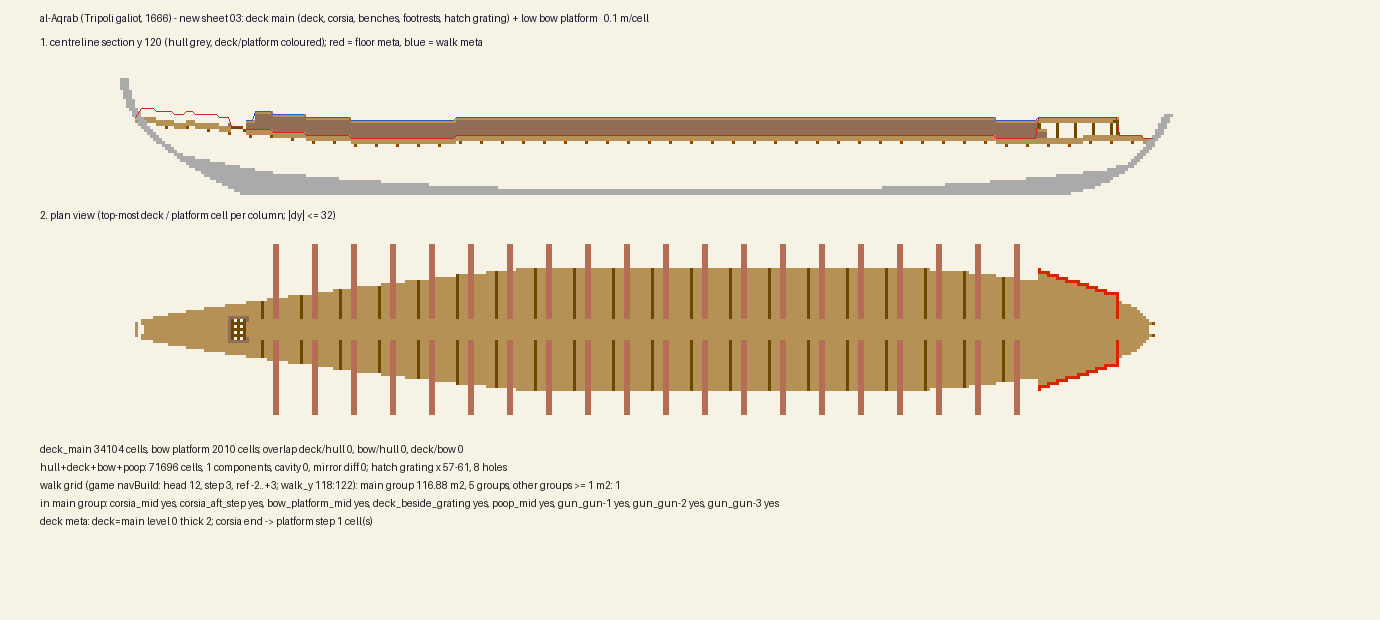 al-Aqrab (Tripoli galiot, 1666) - new sheet 03: deck main (deck, corsia, benches, footrests, hatch grating) + low bow platform 0.1 m/cell
1. centreline section y 120 (hull grey, deck/platform coloured); red = floor meta, blue = walk meta
2. plan view (top-most deck / platform cell per column; |dy| <= 32)
deck_main 34104 cells, bow platform 2010 cells; overlap deck/hull 0, bow/hull 0, deck/bow 0
hull+deck+bow+poop: 71696 cells, 1 components, cavity 0, mirror diff 0; hatch grating x 57-61, 8 holes
walk grid (game navBuild: head 12, step 3, ref -2..+3; walk_y 118:122): main group 116.88 m2, 5 groups, other groups >= 1 m2: 1
in main group: corsia_mid yes, corsia_aft_step yes, bow_platform_mid yes, deck_beside_grating yes, poop_mid yes, gun_gun-1 yes, gun_gun-2 yes, gun_gun-3 yes
deck meta: deck=main level 0 thick 2; corsia end -> platform step 1 cell(s)